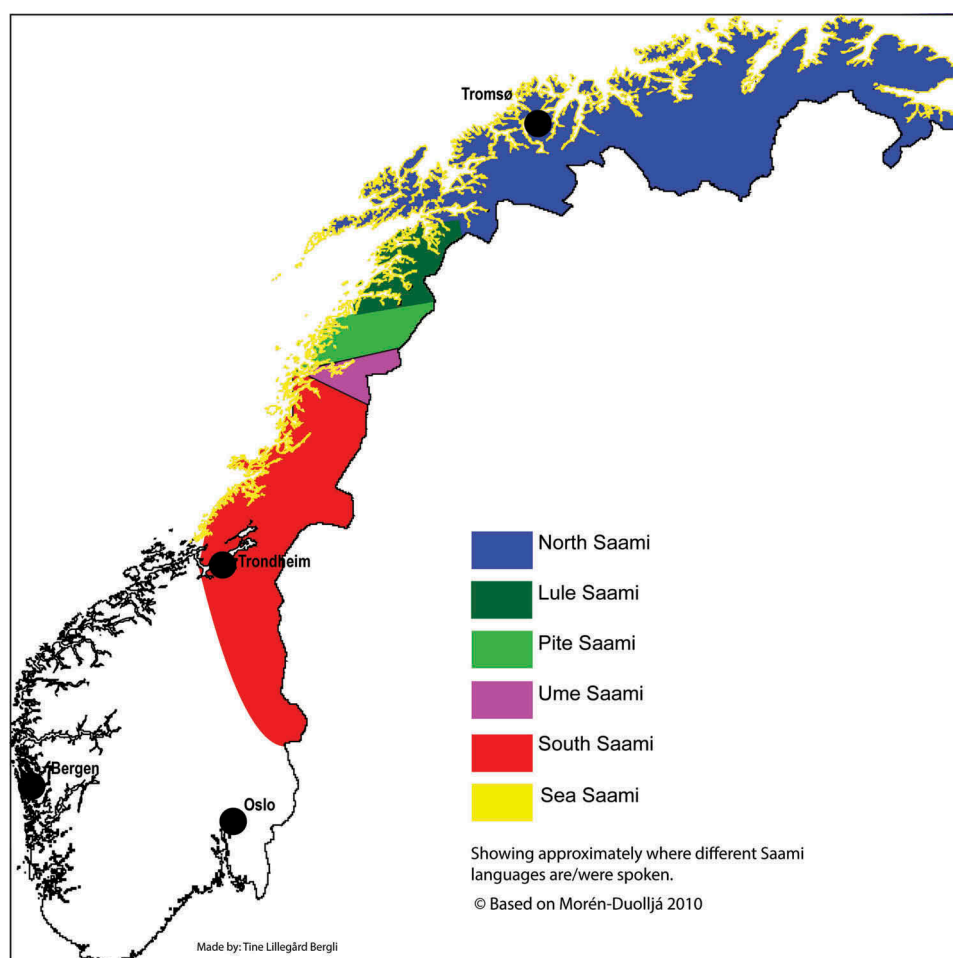 Tromsø
Trondheim
Bergen
Oslo
North Saami
Lule Saami
Pite Saami
Ume Saami
South Saami
Sea Saami
Showing approximately where different Saami
languages are/were spoken.
© Based on Morén-Duolljá 2010
Made by: Tine Lillegård Bergli